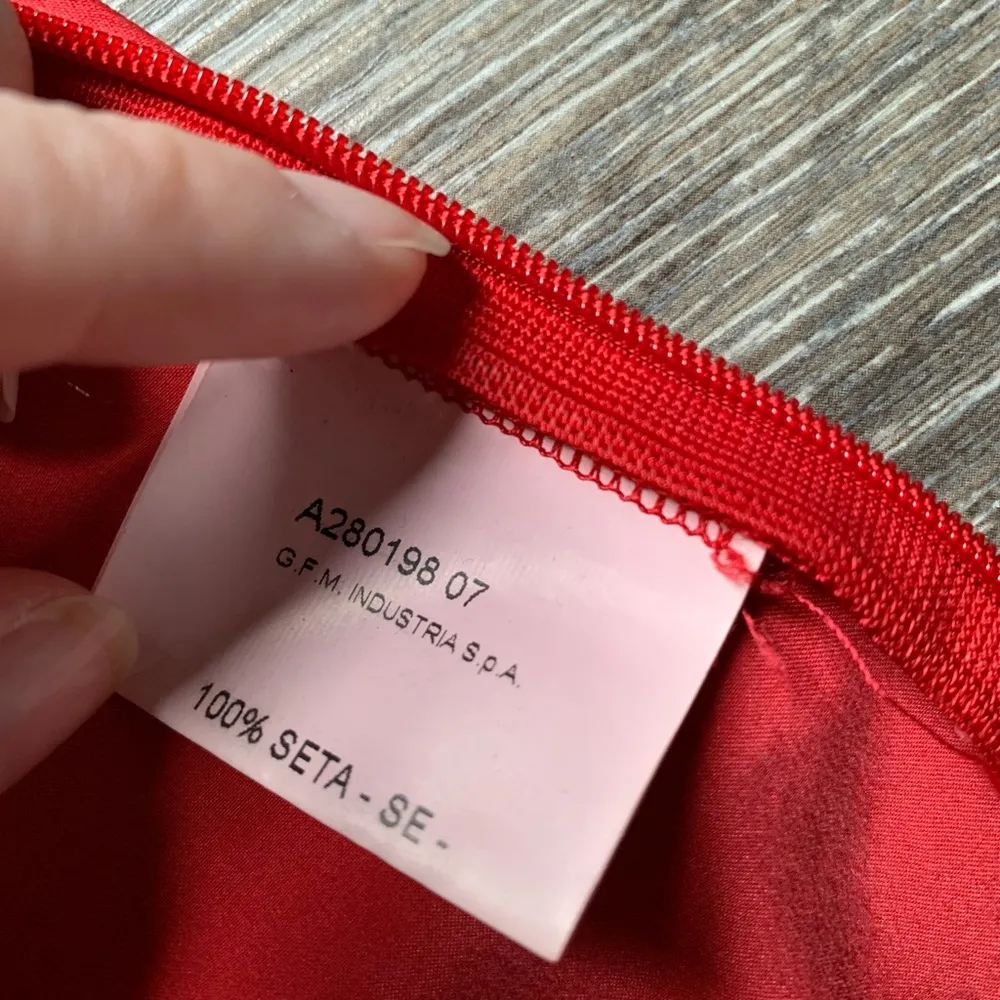 A280198 07
G.F.M. INDUSTRIA S.p.A.
100% SETA - SE -